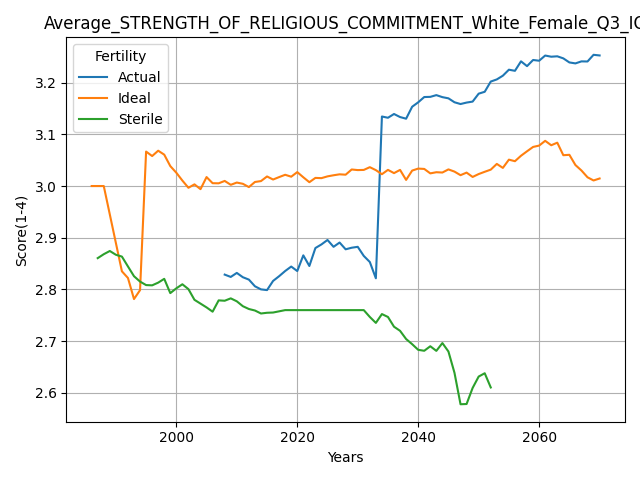 Average_STRENGTH_OF_RELIGIOUS_COMMITMENT_White_Female_Q3_IC
Fertility
Actual
Ideal
Sterile
Score(1-4)
3.2
3.1
3.0
2.9
2.8
2.7
2.6
2000
2020
2040
2060
Years